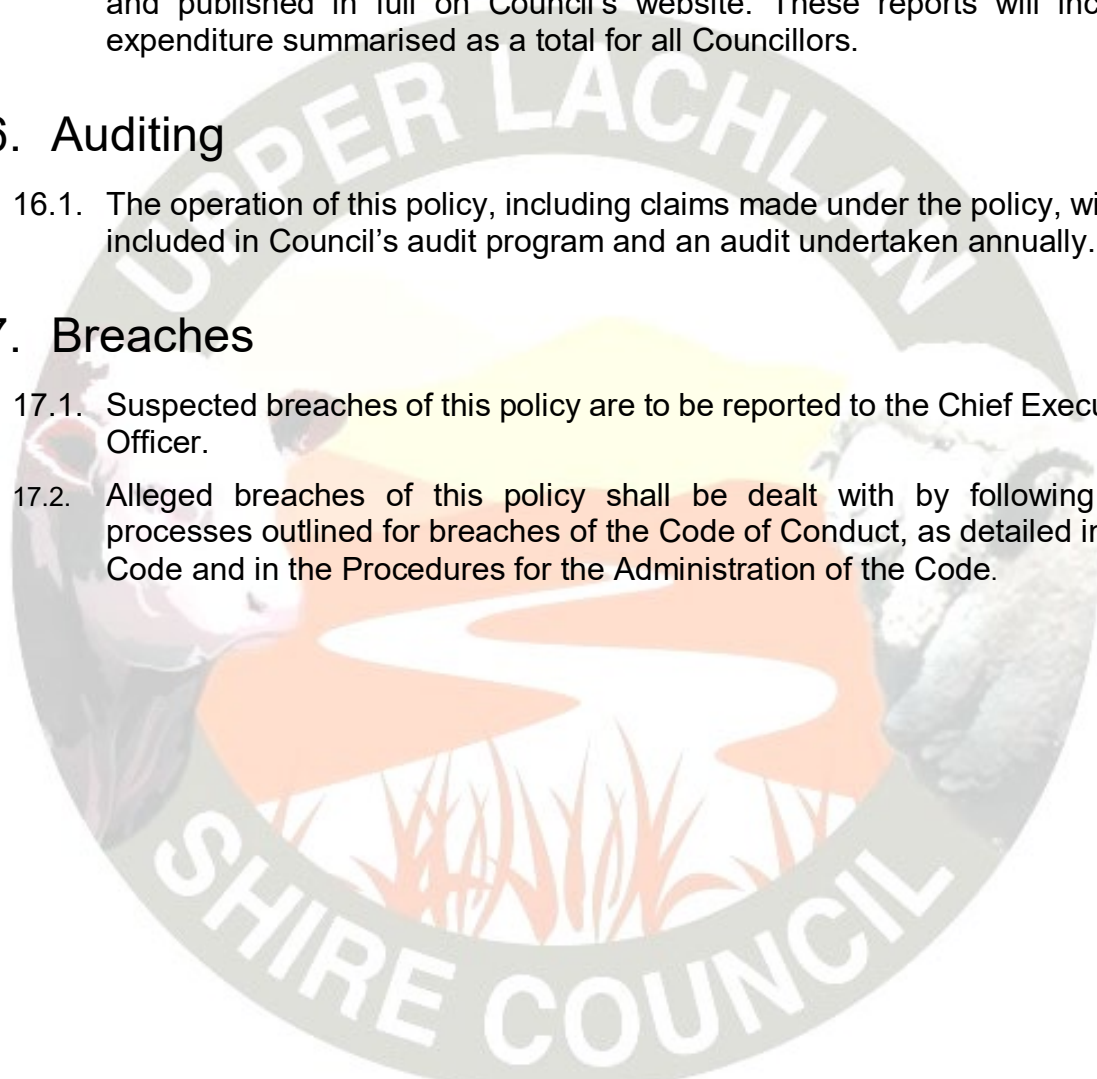 and published in full on Council's website. These reports will inc
expenditure summarised as a total for all Councillors.
6. Auditing
16.1. The operation of this policy, including claims made under the policy, wi
included in Council's audit program and an audit undertaken annually.
7. Breaches
17.1. Suspected breaches of this policy are to be reported to the Chief Execu
Officer.
17.2. Alleged breaches of this policy shall be dealt with by following
processes outlined for breaches of the Code of Conduct, as detailed in
Code and in the Procedures for the Administration of the Code.
UPPER LACHLAN
SHIRE COUNCIL